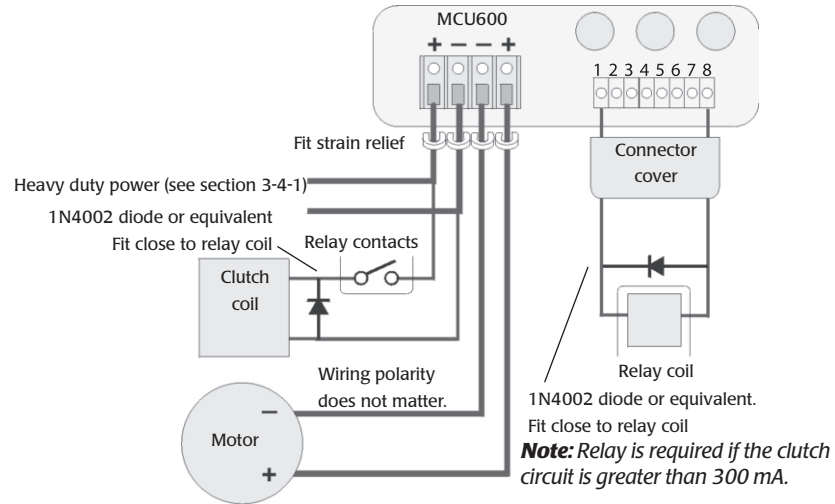 MCU600
+ – – +
1 2 3 4 5 6 7 8
Fit strain relief
Connector
cover
Heavy duty power (see section 3-4-1)
1N4002 diode or equivalent
Fit close to relay coil
Relay contacts
Clutch
coil
Relay coil
Wiring polarity
does not matter.
1N4002 diode or equivalent.
Fit close to relay coil
Motor
–
+
Note: Relay is required if the clutch
circuit is greater than 300 mA.